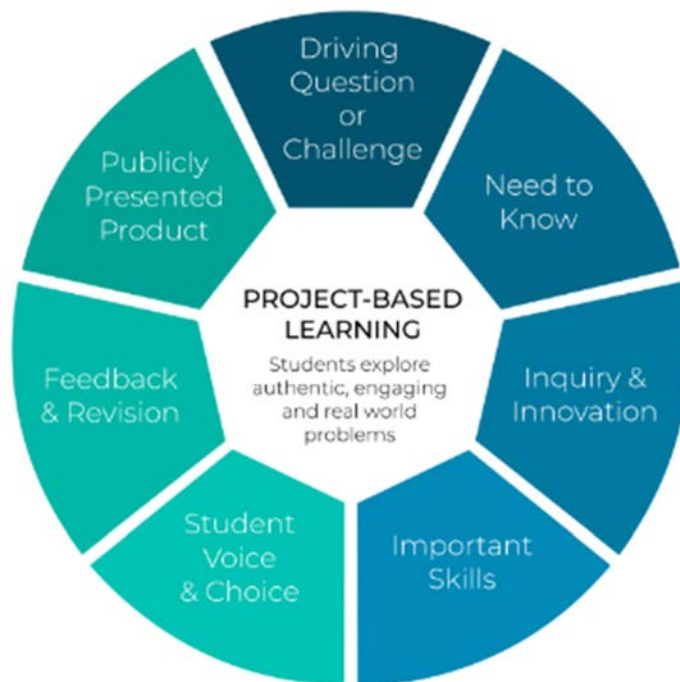 Driving
Question
or
Challenge
Need to
Know
Inquiry &
Innovation
Important
Skills
Student
Voice
& Choice
Feedback
& Revision
Publicly
Presented
Product
PROJECT-BASED
LEARNING
Students explore
authentic, engaging
and real world
problems